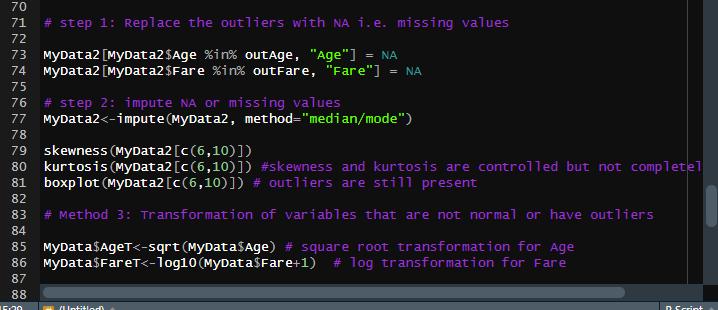 70
71 # step 1: Replace the outliers with NA i.e. missing values
72
73 MyData2[MyData2$Age %in% outAge, "Age"] = NA
74 MyData2[MyData2$Fare %in% outFare, "Fare"] = NA
75
76 # step 2: impute NA or missing values
77 MyData2<-impute(MyData2, method="median/mode")
78
79 skewness(MyData2[c(6,10)])
80 kurtosis(MyData2[c(6,10)]) #skewness and kurtosis are controlled but not completel
81 boxplot(MyData2[c(6,10)]) # outliers are still present
82
83 # Method 3: Transformation of variables that are not normal or have outliers
84
85 MyData$AgeT<-sqrt(MyData$Age) # square root transformation for Age
86 MyData$FareT<-log10(MyData$Fare+1)  # log transformation for Fare
87
88
(Untitled) R Script